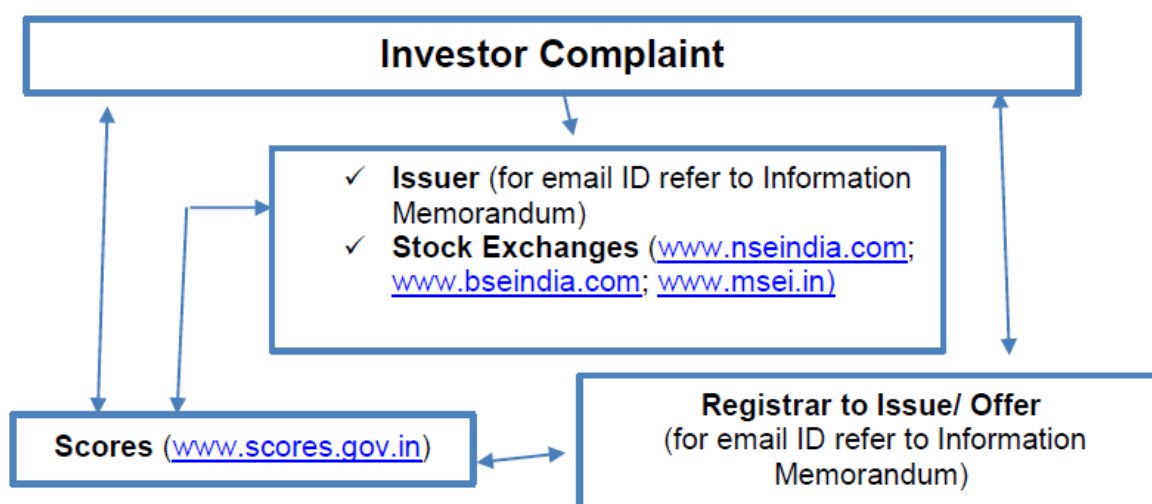 Investor Complaint
✓ Issuer (for email ID refer to Information
Memorandum)
✓ Stock Exchanges (www.nseindia.com;
www.bseindia.com; www.msei.in)
Registrar to Issue/ Offer
(for email ID refer to Information
Memorandum)
Scores (www.scores.gov.in)